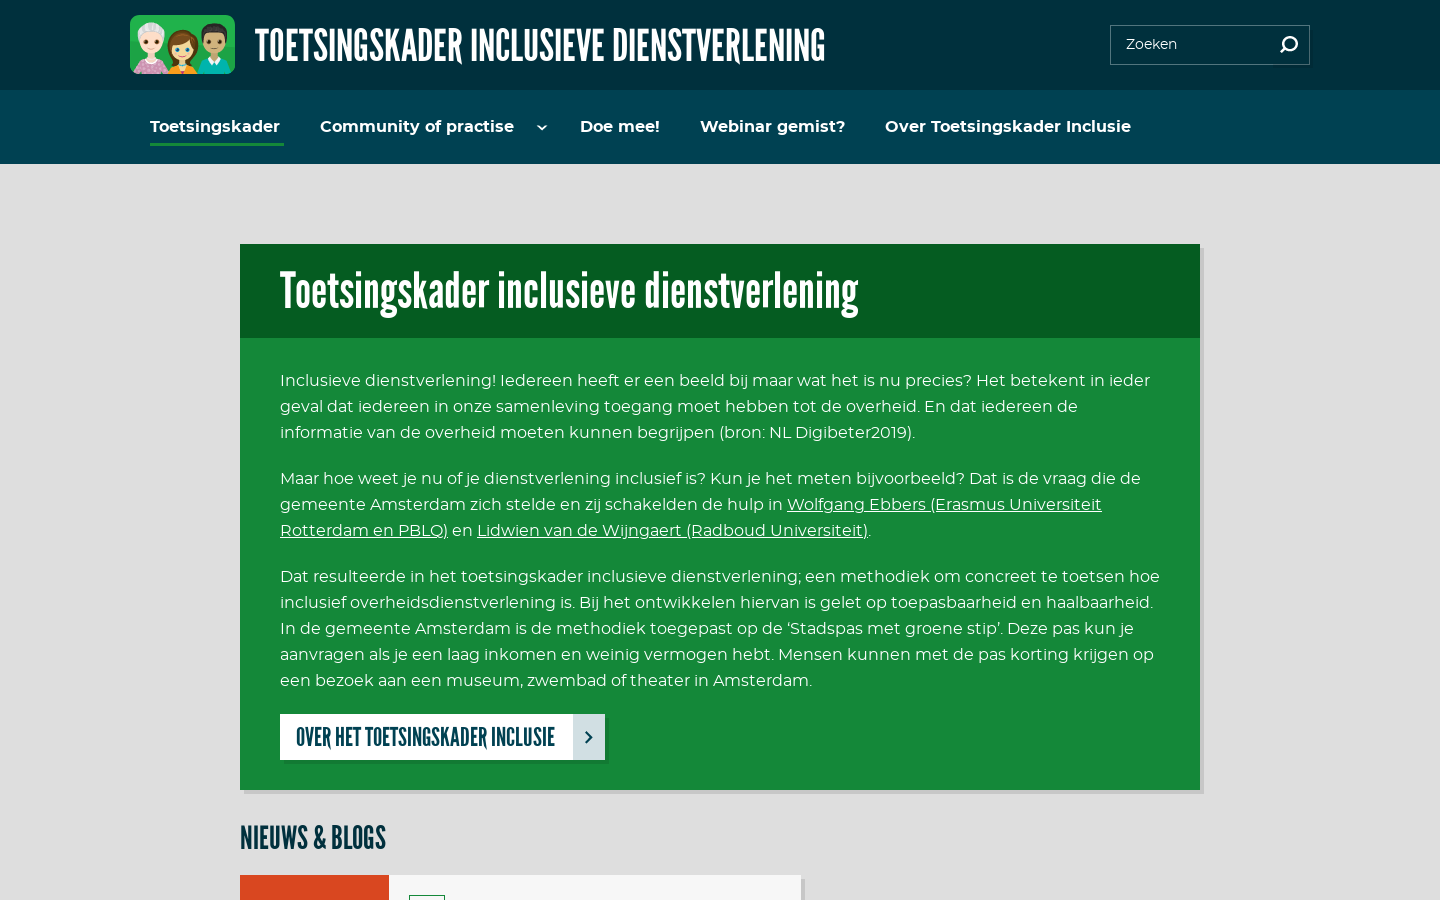 TOETSINGSKADER INCLUSIEVE DIENSTVERLENING
Zoeken
Toetsingskader
Community of practise
Doe mee!
Webinar gemist?
Over Toetsingskader Inclusie
Toetsingskader inclusieve dienstverlening
Inclusieve dienstverlening! Iedereen heeft er een beeld bij maar wat het is nu precies? Het betekent in ieder
geval dat iedereen in onze samenleving toegang moet hebben tot de overheid. En dat iedereen de
informatie van de overheid moeten kunnen begrijpen (bron: NL Digibeter2019).
Maar hoe weet je nu of je dienstverlening inclusief is? Kun je het meten bijvoorbeeld? Dat is de vraag die de
gemeente Amsterdam zich stelde en zij schakelden de hulp in Wolfgang Ebbers (Erasmus Universiteit
Rotterdam en PBLQ) en Lidwien van de Wijngaert (Radboud Universiteit).
Dat resulteerde in het toetsingskader inclusieve dienstverlening; een methodiek om concreet te toetsen hoe
inclusief overheidsdienstverlening is. Bij het ontwikkelen hiervan is gelet op toepasbaarheid en haalbaarheid.
In de gemeente Amsterdam is de methodiek toegepast op de ‘Stadspas met groene stip’. Deze pas kun je
aanvragen als je een laag inkomen en weinig vermogen hebt. Mensen kunnen met de pas korting krijgen op
een bezoek aan een museum, zwembad of theater in Amsterdam.
OVER HET TOETSINGSKADER INCLUSIE
NIEUWS & BLOGS